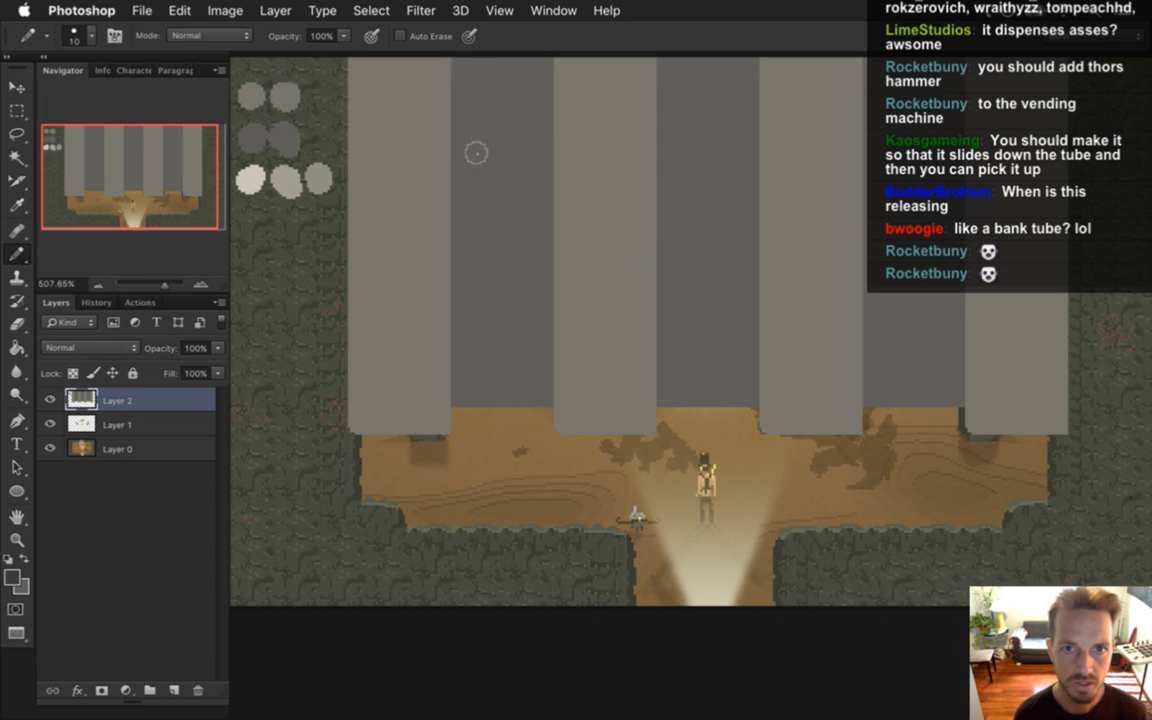 Photoshop File Edit Image Layer Type Select Filter 3D View Window Help
10 Mode: Normal Opacity: 100% Auto Erase
Navigator Info Characte Paragrap
507.65%
Layers History Actions
Kind
Normal Opacity: 100%
Lock: Fill: 100%
Layer 2
Layer 1
Layer 0
fx
rokzerovich, wraithyzz, tompeachhd,
LimeStudios: it dispenses asses?
awsome
Rocketbuny: you should add thors
hammer
Rocketbuny: to the vending
machine
Kaosgameing: You should make it
so that it slides down the tube and
then you can pick it up
BudderBroHam: When is this
releasing
bwoogie: like a bank tube? lol
Rocketbuny:
Rocketbuny: